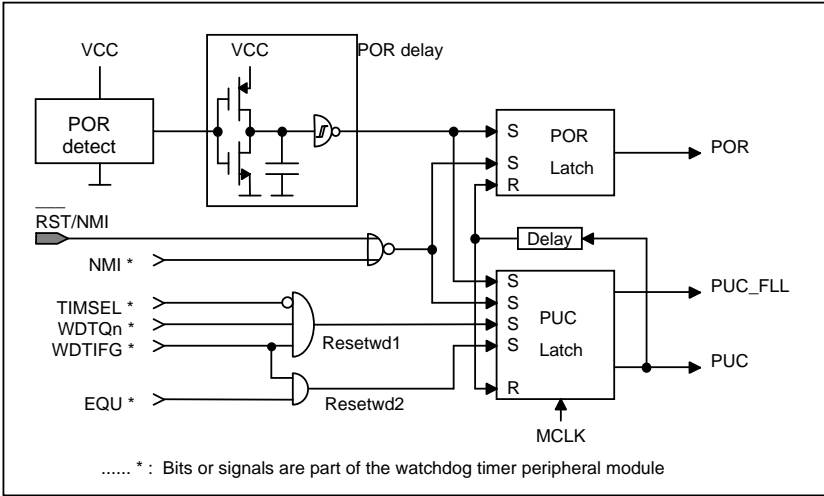 VCC
VCC
POR delay
POR
detect
S
S
R
POR
Latch
POR
RST/NMI
NMI *
Delay
TIMSEL *
WDTQn *
WDTIFG *
EQU *
Resetwd1
Resetwd2
S
S
S
S
R
PUC
Latch
PUC_FLL
PUC
MCLK
...... * : Bits or signals are part of the watchdog timer peripheral module